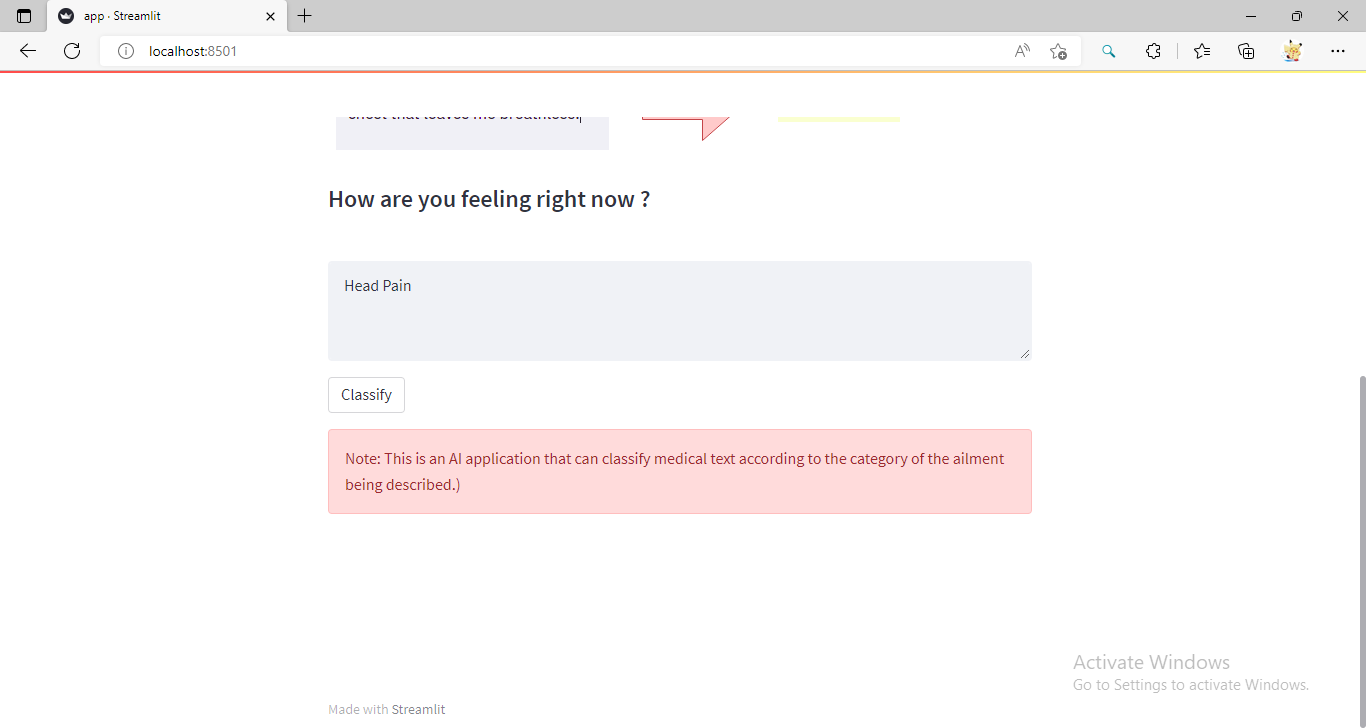 app · Streamlit
localhost:8501
How are you feeling right now ?
Head Pain
Classify
Note: This is an AI application that can classify medical text according to the category of the ailment
being described.)
Activate Windows
Go to Settings to activate Windows.
Made with Streamlit